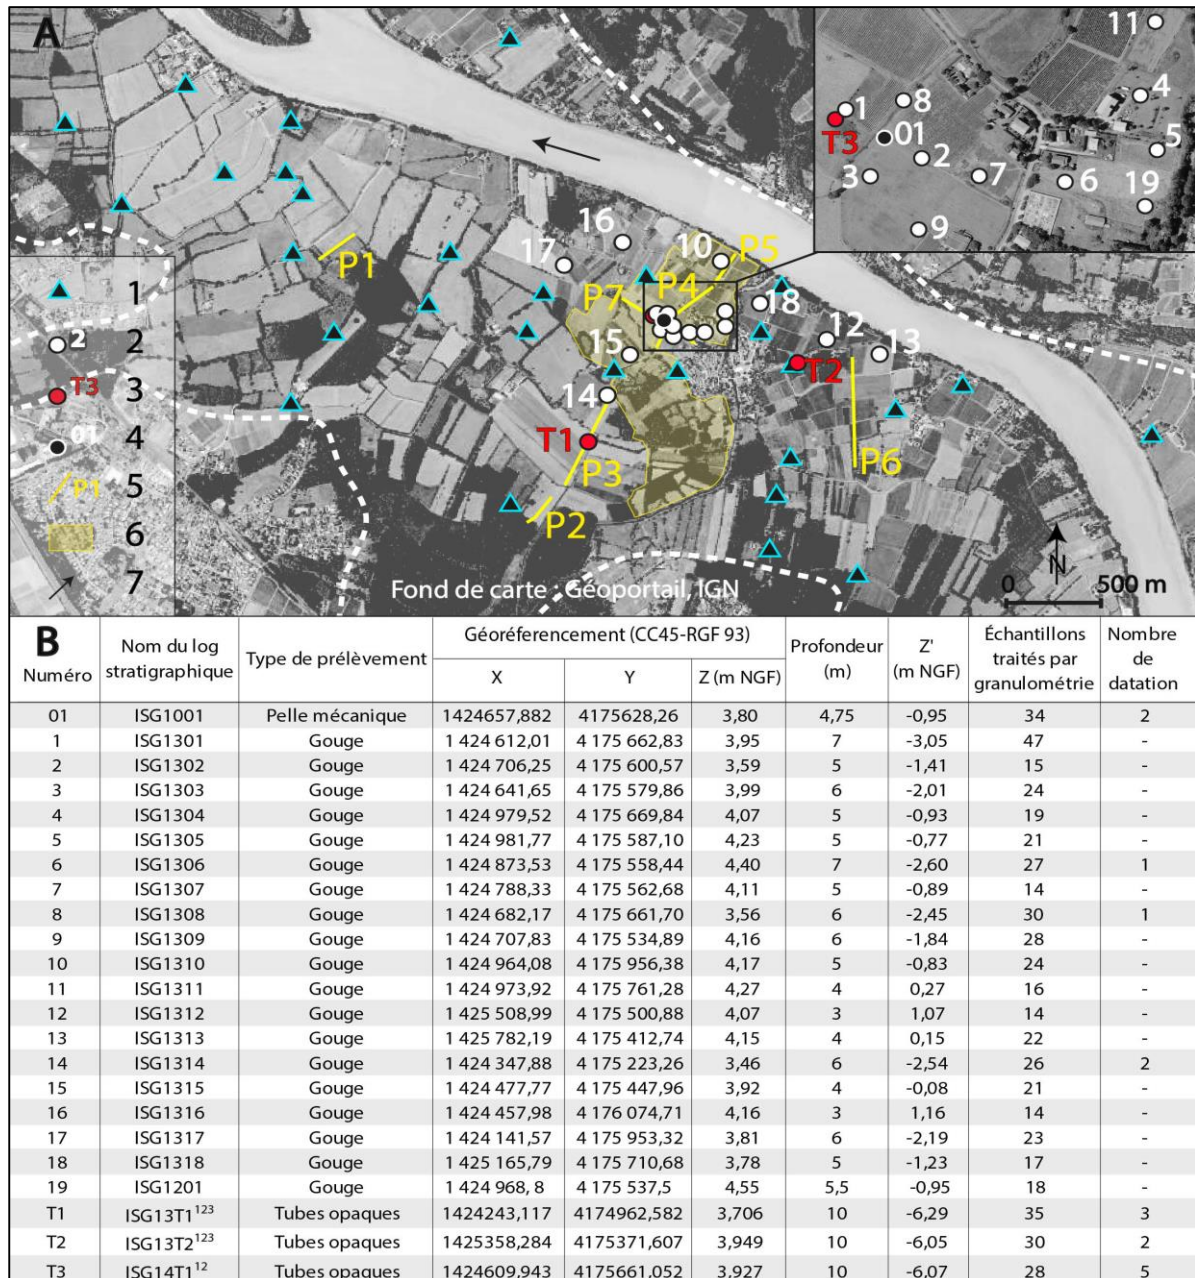 A
11
4
1
8
T3
01
5
2
3
7
6
19
9
16
10
P5
17
P1
P4
P7
18
12
13
15
T2
14
T1
P3
P6
P2
1
2 2
T3 3
01 4
P1 5
6
7
Fond de carte : Géoportail, IGN
N
0 500 m
B
Numéro Nom du log stratigraphique Type de prélèvement Géoréferencement (CC45-RGF 93) Profondeur (m) Z' (m NGF) Échantillons traités par granulométrie Nombre de datation
X Y Z (m NGF)
01 ISG1001 Pelle mécanique 1424657,882 4175628,26 3,80 4,75 -0,95 34 2
1 ISG1301 Gouge 1 424 612,01 4 175 662,83 3,95 7 -3,05 47 -
2 ISG1302 Gouge 1 424 706,25 4 175 600,57 3,59 5 -1,41 15 -
3 ISG1303 Gouge 1 424 641,65 4 175 579,86 3,99 6 -2,01 24 -
4 ISG1304 Gouge 1 424 979,52 4 175 669,84 4,07 5 -0,93 19 -
5 ISG1305 Gouge 1 424 981,77 4 175 587,10 4,23 5 -0,77 21 -
6 ISG1306 Gouge 1 424 873,53 4 175 558,44 4,40 7 -2,60 27 1
7 ISG1307 Gouge 1 424 788,33 4 175 562,68 4,11 5 -0,89 14 -
8 ISG1308 Gouge 1 424 682,17 4 175 661,70 3,56 6 -2,45 30 1
9 ISG1309 Gouge 1 424 707,83 4 175 534,89 4,16 6 -1,84 28 -
10 ISG1310 Gouge 1 424 964,08 4 175 956,38 4,17 5 -0,83 24 -
11 ISG1311 Gouge 1 424 973,92 4 175 761,28 4,27 4 0,27 16 -
12 ISG1312 Gouge 1 425 508,99 4 175 500,88 4,07 3 1,07 14 -
13 ISG1313 Gouge 1 425 782,19 4 175 412,74 4,15 4 0,15 22 -
14 ISG1314 Gouge 1 424 347,88 4 175 223,26 3,46 6 -2,54 26 2
15 ISG1315 Gouge 1 424 477,77 4 175 447,96 3,92 4 -0,08 21 -
16 ISG1316 Gouge 1 424 457,98 4 176 074,71 4,16 3 1,16 14 -
17 ISG1317 Gouge 1 424 141,57 4 175 953,32 3,81 6 -2,19 23 -
18 ISG1318 Gouge 1 425 165,79 4 175 710,68 3,78 5 -1,23 17 -
19 ISG1201 Gouge 1 424 968, 8 4 175 537,5 4,55 5,5 -0,95 18 -
T1 ISG13T1¹²³ Tubes opaques 1424243,117 4174962,582 3,706 10 -6,29 35 3
T2 ISG13T2¹²³ Tubes opaques 1425358,284 4175371,607 3,949 10 -6,05 30 2
T3 ISG14T1¹² Tubes opaques 1424609,943 4175661,052 3,927 10 -6,07 28 5